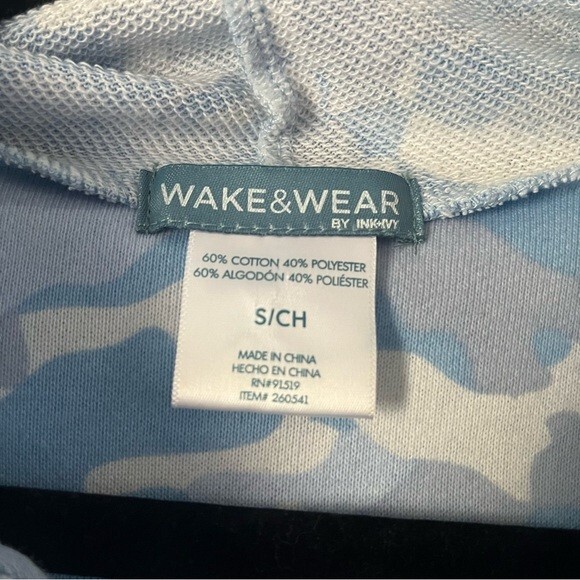 WAKE&WEAR
BY INK+IVY
60% COTTON 40% POLYESTER
60% ALGODÓN 40% POLIÉSTER
S/CH
MADE IN CHINA
HECHO EN CHINA
RN#91519
ITEM# 260541